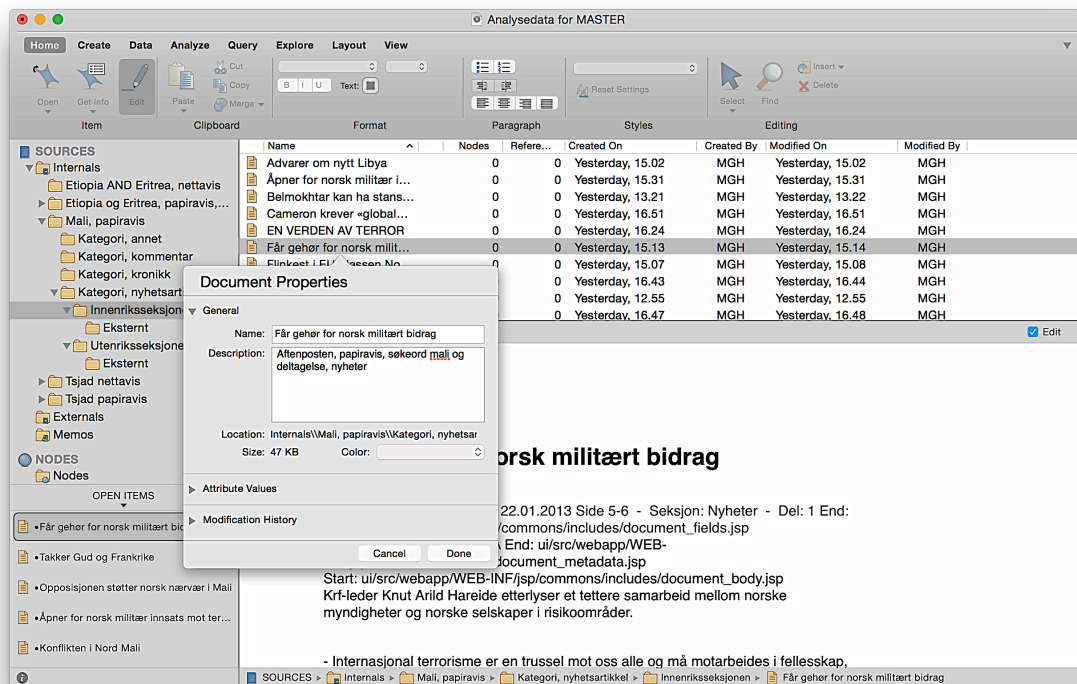 Analysedata for MASTER
Home Create Data Analyze Query Explore Layout View
Open Get Info Edit Paste Cut Copy Merge B I U Text: Reset Settings Select Find Insert Delete
Item Clipboard Format Paragraph Styles Editing
SOURCES
Internals
Etiopia AND Eritrea, nettavis
Etiopia og Eritrea, papiravis,...
Mali, papiravis
Kategori, annet
Kategori, kommentar
Kategori, kronikk
Kategori, nyhetsarti
Innenriksseksjon
Eksternt
Utenriksseksjone
Eksternt
Tsjad nettavis
Tsjad papiravis
Externals
Memos
NODES
Nodes
OPEN ITEMS
•Får gehør for norsk militært bid
•Takker Gud og Frankrike
•Opposisjonen støtter norsk nærvær i Mali
•Åpner for norsk militær innsats mot ter...
•Konflikten i Nord Mali
Name Nodes Refere... Created On Created By Modified On Modified By
Advarer om nytt Libya 0 0 Yesterday, 15.02 MGH Yesterday, 15.02 MGH
Åpner for norsk militær i... 0 0 Yesterday, 15.31 MGH Yesterday, 15.31 MGH
Belmokhtar kan ha stans... 0 0 Yesterday, 13.21 MGH Yesterday, 13.22 MGH
Cameron krever «global... 0 0 Yesterday, 16.51 MGH Yesterday, 16.51 MGH
EN VERDEN AV TERROR 0 0 Yesterday, 16.24 MGH Yesterday, 16.24 MGH
Får gehør for norsk milit... 0 0 Yesterday, 15.13 MGH Yesterday, 15.14 MGH
Flinkest i 0 0 Yesterday, 15.07 MGH Yesterday, 15.08 MGH
0 Yesterday, 16.43 MGH Yesterday, 16.44 MGH
0 Yesterday, 12.55 MGH Yesterday, 12.55 MGH
0 Yesterday, 16.47 MGH Yesterday, 16.48 MGH
Edit
Document Properties
General
Name: Får gehør for norsk militært bidrag
Description: Aftenposten, papiravis, søkeord mali og
deltagelse, nyheter
Location: Internals\\Mali, papiravis\\Kategori, nyhetsar
Size: 47 KB Color:
Attribute Values
Modification History
Cancel Done
orsk militært bidrag
22.01.2013 Side 5-6 - Seksjon: Nyheter - Del: 1 End:
/commons/includes/document_fields.jsp
End: ui/src/webapp/WEB-
document_metadata.jsp
Start: ui/src/webapp/WEB-INF/jsp/commons/includes/document_body.jsp
Krf-leder Knut Arild Hareide etterlyser et tettere samarbeid mellom norske
myndigheter og norske selskaper i risikoområder.
- Internasjonal terrorisme er en trussel mot oss alle og må motarbeides i fellesskap,
SOURCES Internals Mali, papiravis Kategori, nyhetsartikkel Innenriksseksjonen Får gehør for norsk militært bidrag